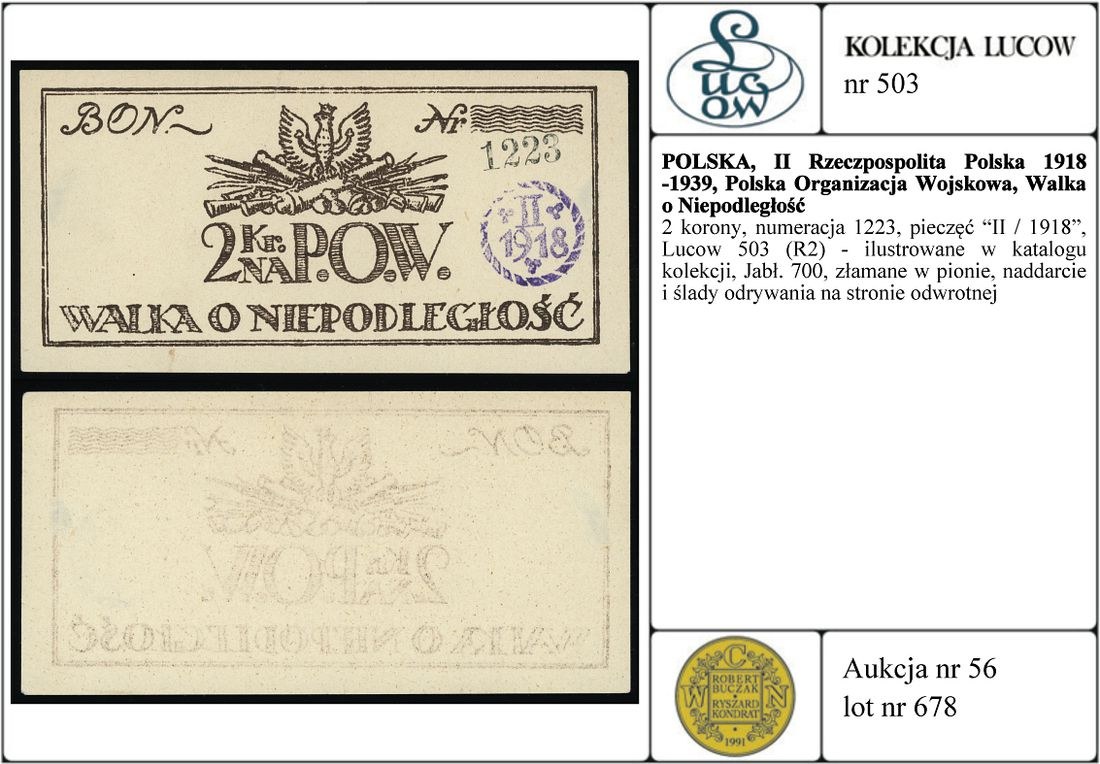 BON.
Nr
1223
II
1918
2 Kr. NA P.O.W.
WALKA O NIEPODLEGŁOŚĆ
LUCOW
KOLEKCJA LUCOW
nr 503
POLSKA, II Rzeczpospolita Polska 1918
-1939, Polska Organizacja Wojskowa, Walka
o Niepodległość
2 korony, numeracja 1223, pieczęć “II / 1918”,
Lucow 503 (R2) - ilustrowane w katalogu
kolekcji, Jabł. 700, złamane w pionie, naddarcie
i ślady odrywania na stronie odwrotnej
W C N
ROBERT
BUCZAK
RYSZARD
KONDRAT
1991
Aukcja nr 56
lot nr 678